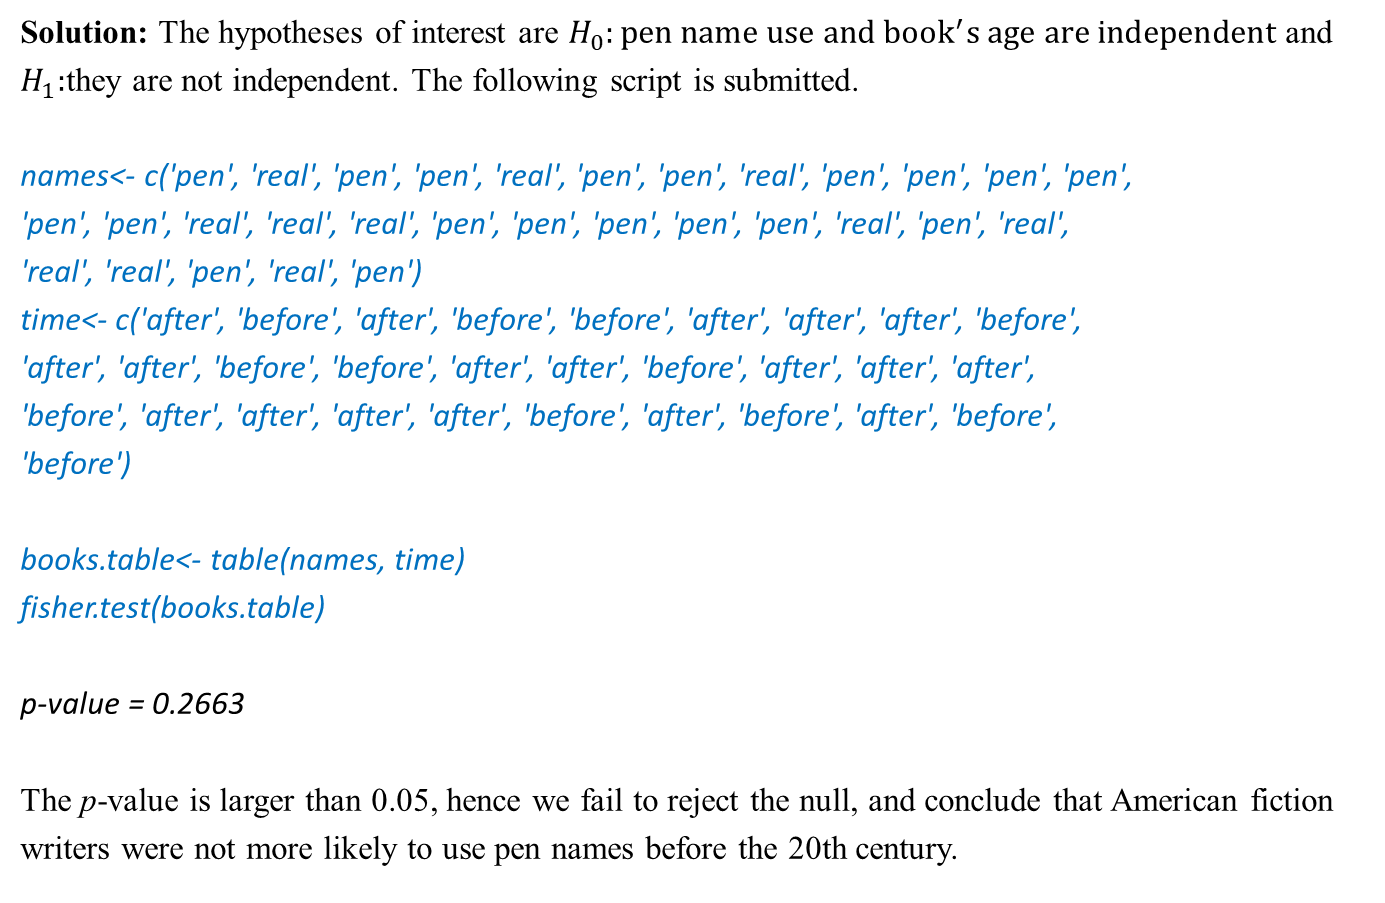 Solution: The hypotheses of interest are H₀: pen name use and book′s age are independent and
H₁:they are not independent. The following script is submitted.
names<- c('pen', 'real', 'pen', 'pen', 'real', 'pen', 'pen', 'real', 'pen', 'pen', 'pen', 'pen',
'pen', 'pen', 'real', 'real', 'real', 'pen', 'pen', 'pen', 'pen', 'pen', 'real', 'pen', 'real',
'real', 'real', 'pen', 'real', 'pen')
time<- c('after', 'before', 'after', 'before', 'before', 'after', 'after', 'after', 'before',
'after', 'after', 'before', 'before', 'after', 'after', 'before', 'after', 'after', 'after',
'before', 'after', 'after', 'after', 'after', 'before', 'after', 'before', 'after', 'before',
'before')
books.table<- table(names, time)
fisher.test(books.table)
p-value = 0.2663
The p-value is larger than 0.05, hence we fail to reject the null, and conclude that American fiction
writers were not more likely to use pen names before the 20th century.